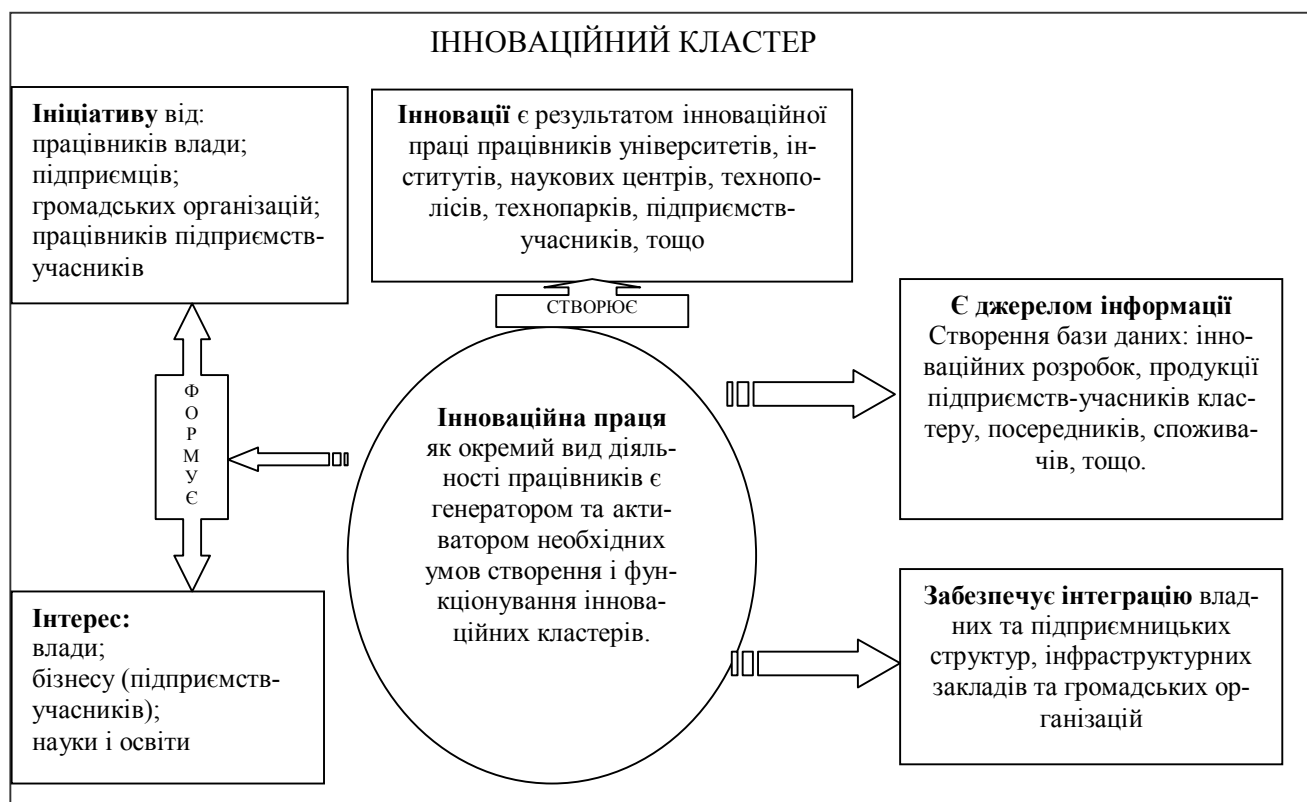 ІННОВАЦІЙНИЙ КЛАСТЕР
Ініціативу від:
працівників влади;
підприємців;
громадських організацій;
працівників підприємств-
учасників
Інновації є результатом інноваційної
праці працівників університетів, ін-
ститутів, наукових центрів, технопо-
лісів, технопарків, підприємств-
учасників, тощо
СТВОРЮЄ
Є джерелом інформації
Створення бази даних: інно-
ваційних розробок, продукції
підприємств-учасників клас-
теру, посередників, спожива-
чів, тощо.
Ф
О
Р
М
У
Є
Інноваційна праця
як окремий вид діяль-
ності працівників є
генератором та акти-
ватором необхідних
умов створення і фун-
кціонування іннова-
ційних кластерів.
Інтерес:
влади;
бізнесу (підприємств-
учасників);
науки і освіти
Забезпечує інтеграцію влад-
них та підприємницьких
структур, інфраструктурних
закладів та громадських ор-
ганізацій